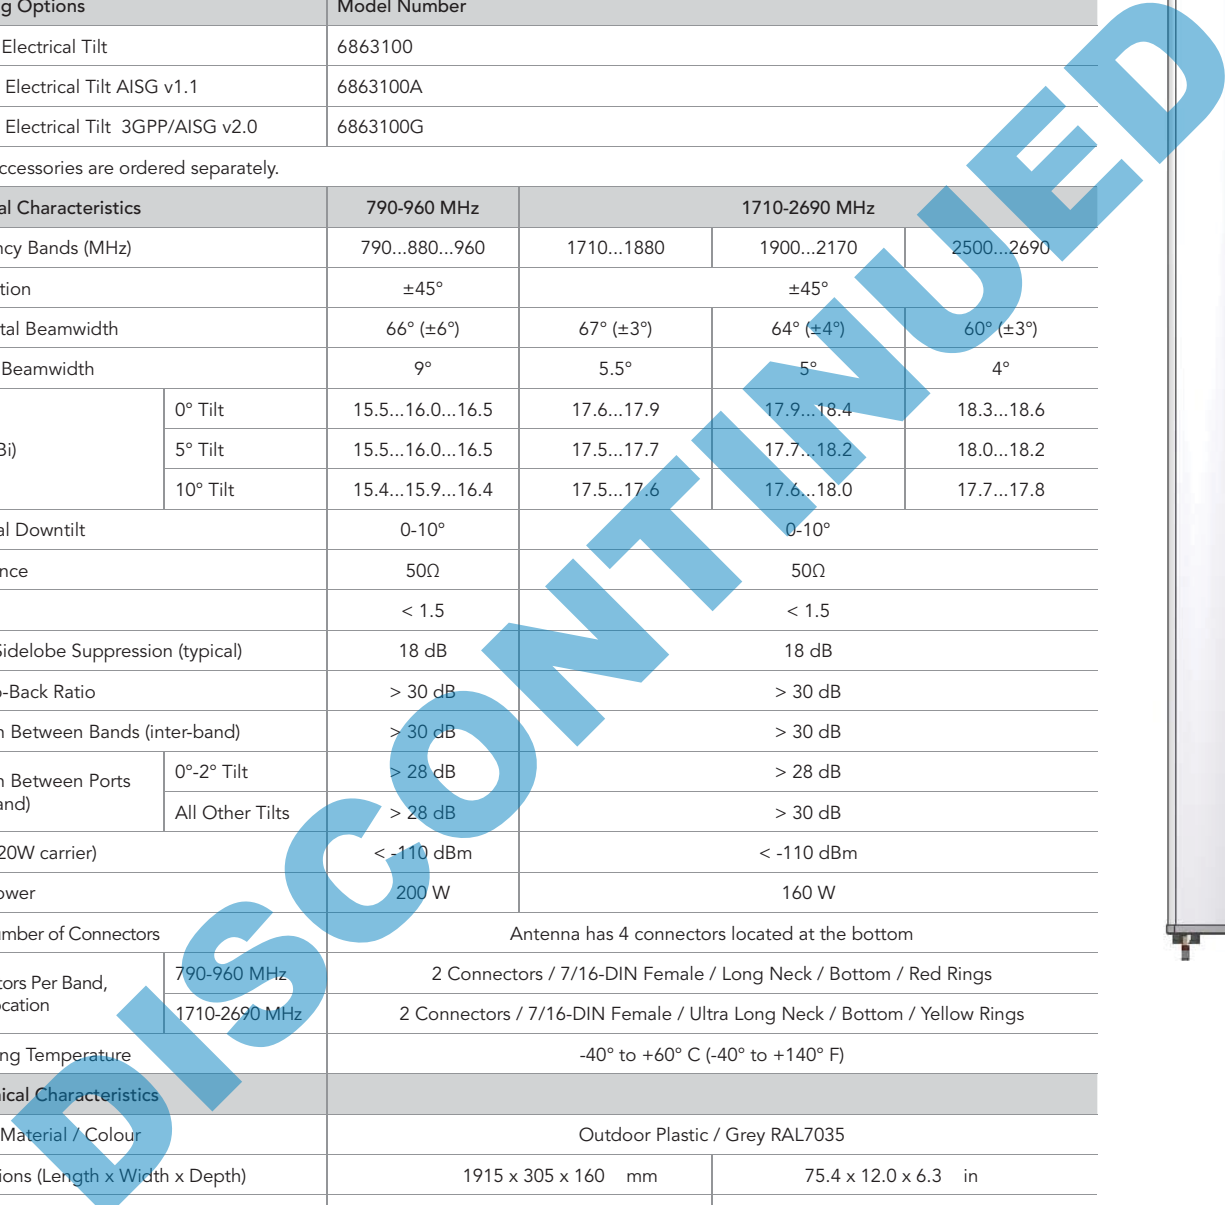 g Options Model Number
Electrical Tilt 6863100
Electrical Tilt AISG v1.1 6863100A
Electrical Tilt 3GPP/AISG v2.0 6863100G
ccessories are ordered separately.
al Characteristics 790-960 MHz 1710-2690 MHz
ncy Bands (MHz) 790...880...960 1710...1880 1900...2170 2500...2690
tion ±45° ±45°
tal Beamwidth 66° (±6°) 67° (±3°) 64° (±4°) 60° (±3°)
Beamwidth 9° 5.5° 5° 4°
0° Tilt 15.5...16.0...16.5 17.6...17.9 17.9...18.4 18.3...18.6
Bi) 5° Tilt 15.5...16.0...16.5 17.5...17.7 17.7...18.2 18.0...18.2
10° Tilt 15.4...15.9...16.4 17.5...17.6 17.6...18.0 17.7...17.8
al Downtilt 0-10° 0-10°
nce 50Ω 50Ω
< 1.5 < 1.5
Sidelobe Suppression (typical) 18 dB 18 dB
o-Back Ratio > 30 dB > 30 dB
n Between Bands (inter-band) > 30 dB > 30 dB
n Between Ports
and)
0°-2° Tilt > 28 dB > 28 dB
All Other Tilts > 28 dB > 30 dB
20W carrier) < -110 dBm < -110 dBm
ower 200 W 160 W
umber of Connectors Antenna has 4 connectors located at the bottom
tors Per Band,
ocation
790-960 MHz 2 Connectors / 7/16-DIN Female / Long Neck / Bottom / Red Rings
1710-2690 MHz 2 Connectors / 7/16-DIN Female / Ultra Long Neck / Bottom / Yellow Rings
ng Temperature -40° to +60° C (-40° to +140° F)
ical Characteristics
Material / Colour Outdoor Plastic / Grey RAL7035
ions (Length x Width x Depth) 1915 x 305 x 160 mm 75.4 x 12.0 x 6.3 in
DISCONTINUED